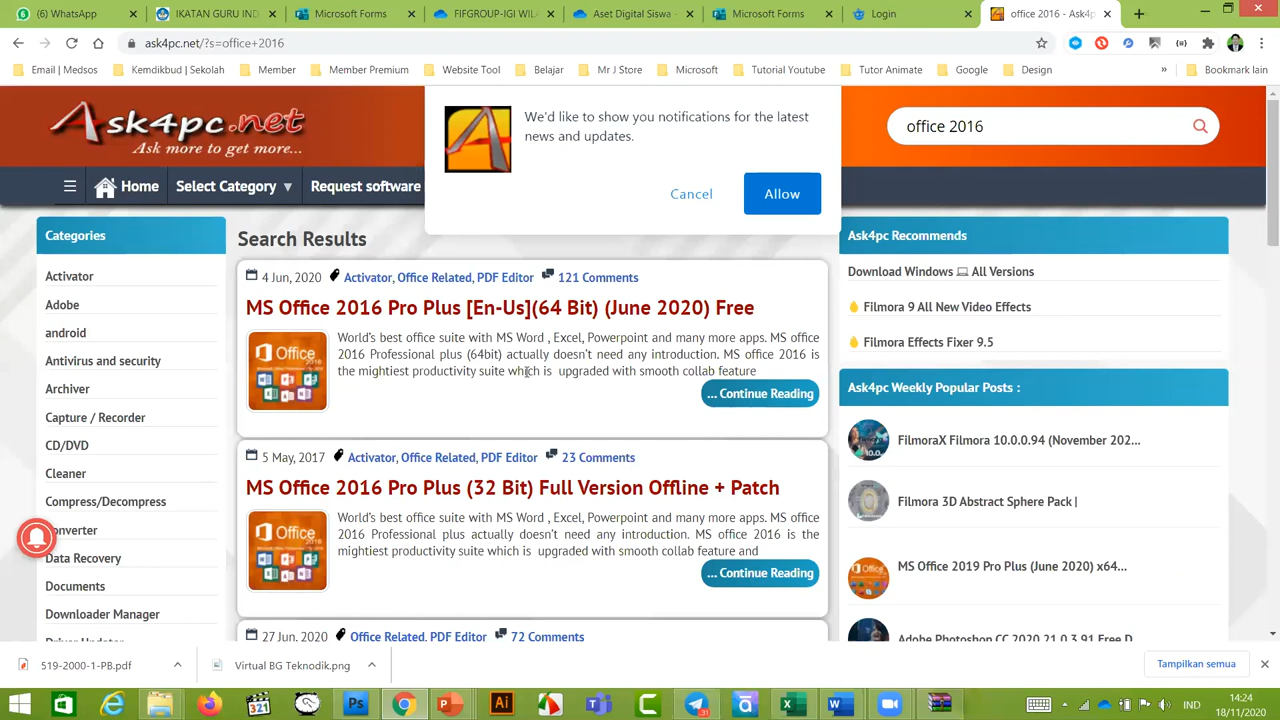 (6) WhatsApp
IKATAN GURU IND
Microsoft Forms
FIFGROUP-IGI WILA
Aset Digital Siswa -
Microsoft Forms
Login
office 2016 - Ask4p
ask4pc.net/?s=office+2016
Email | Medsos
Kemdikbud | Sekolah
Member
Member Premium
Website Tool
Belajar
Mr J Store
Microsoft
Tutorial Youtube
Tutor Animate
Google
Design
»
Bookmark lain
Ask4pc.net
Ask more to get more...
We'd like to show you notifications for the latest
news and updates.
Cancel
Allow
office 2016
Home
Select Category ▼
Request software
Categories
Activator
Adobe
android
Antivirus and security
Archiver
Capture / Recorder
CD/DVD
Cleaner
Compress/Decompress
Converter
Data Recovery
Documents
Downloader Manager
Driver Updater
Search Results
4 Jun, 2020 Activator, Office Related, PDF Editor 121 Comments
MS Office 2016 Pro Plus [En-Us](64 Bit) (June 2020) Free
World's best office suite with MS Word , Excel, Powerpoint and many more apps. MS office
2016 Professional plus (64bit) actually doesn't need any introduction. MS office 2016 is
the mightiest productivity suite which is upgraded with smooth collab feature
... Continue Reading
5 May, 2017 Activator, Office Related, PDF Editor 23 Comments
MS Office 2016 Pro Plus (32 Bit) Full Version Offline + Patch
World's best office suite with MS Word , Excel, Powerpoint and many more apps. MS office
2016 Professional plus actually doesn't need any introduction. MS office 2016 is the
mightiest productivity suite which is upgraded with smooth collab feature and
... Continue Reading
27 Jun, 2020 Office Related, PDF Editor 72 Comments
Ask4pc Recommends
Download Windows All Versions
Filmora 9 All New Video Effects
Filmora Effects Fixer 9.5
Ask4pc Weekly Popular Posts :
FilmoraX Filmora 10.0.0.94 (November 202...
Filmora 3D Abstract Sphere Pack |
MS Office 2019 Pro Plus (June 2020) x64...
Adobe Photoshop CC 2020 21.0.3.91 Free D
519-2000-1-PB.pdf
Virtual BG Teknodik.png
Tampilkan semua
IND
14:24
18/11/2020